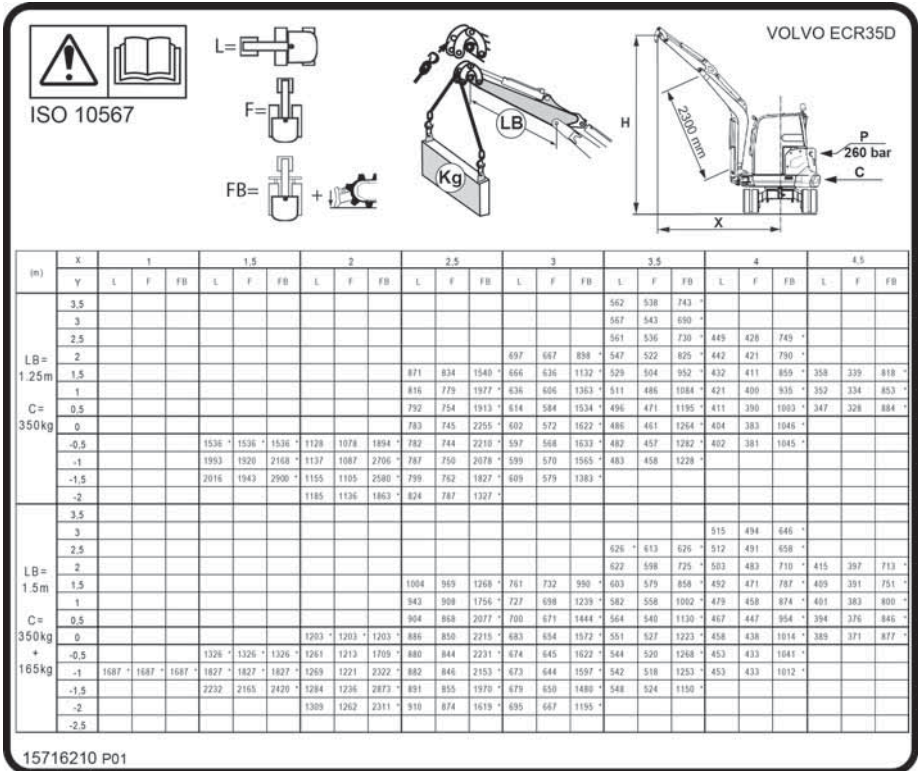 VOLVO ECR35D
ISO 10567
L=
F=
FB= +
LB
Kg
H
2300 mm
P
260 bar
C
X
(m) X 1 1,5 2 2,5 3 3,5 4 4,5
Y L F FB L F FB L F FB L F FB L F FB L F FB L F FB L F FB
LB= 1.25m C= 350kg
3,5 562 538 743 *
3 567 543 690 *
2,5 561 536 730 * 449 428 749 *
2 697 667 898 * 547 522 825 * 442 421 790 *
1,5 871 834 1540 * 666 636 1132 * 529 504 952 * 432 411 859 * 358 339 818 *
1 816 779 1977 * 636 606 1363 * 511 486 1084 * 421 400 935 * 352 334 853 *
0,5 792 754 1913 * 614 584 1534 * 496 471 1195 * 411 390 1003 * 347 328 884 *
0 783 745 2255 * 602 572 1622 * 486 461 1264 * 404 383 1046 *
-0,5 1536 * 1536 * 1536 * 1128 1078 1894 * 782 744 2210 * 597 568 1633 * 482 457 1282 * 402 381 1045 *
-1 1993 1920 2168 * 1137 1087 2706 * 787 750 2078 * 599 570 1565 * 483 458 1228 *
-1,5 2016 1943 2900 * 1155 1105 2580 * 799 762 1827 * 609 579 1383 *
-2 1185 1136 1863 * 824 787 1327 *
LB= 1.5m C= 350kg + 165kg
3,5
3 515 494 646 *
2,5 626 * 613 626 * 512 491 658 *
2 622 598 725 * 503 483 710 * 415 397 713 *
1,5 1004 969 1268 * 761 732 990 * 603 579 858 * 492 471 787 * 409 391 751 *
1 943 908 1756 * 727 698 1239 * 582 558 1002 * 479 458 874 * 401 383 800 *
0,5 904 868 2077 * 700 671 1444 * 564 540 1130 * 467 447 954 * 394 376 846 *
0 1203 * 1203 * 1203 * 886 850 2215 * 683 654 1572 * 551 527 1223 * 458 438 1014 * 389 371 877 *
-0,5 1326 * 1326 * 1326 * 1261 1213 1709 * 880 844 2231 * 674 645 1622 * 544 520 1268 * 453 433 1041 *
-1 1687 * 1687 * 1687 * 1827 * 1827 * 1827 * 1269 1221 2322 * 882 846 2153 * 673 644 1597 * 542 518 1253 * 453 433 1012 *
-1,5 2232 2165 2420 * 1284 1236 2873 * 891 855 1970 * 679 650 1480 * 548 524 1150 *
-2 1309 1262 2311 * 910 874 1619 * 695 667 1195 *
-2.5
15716210 P01